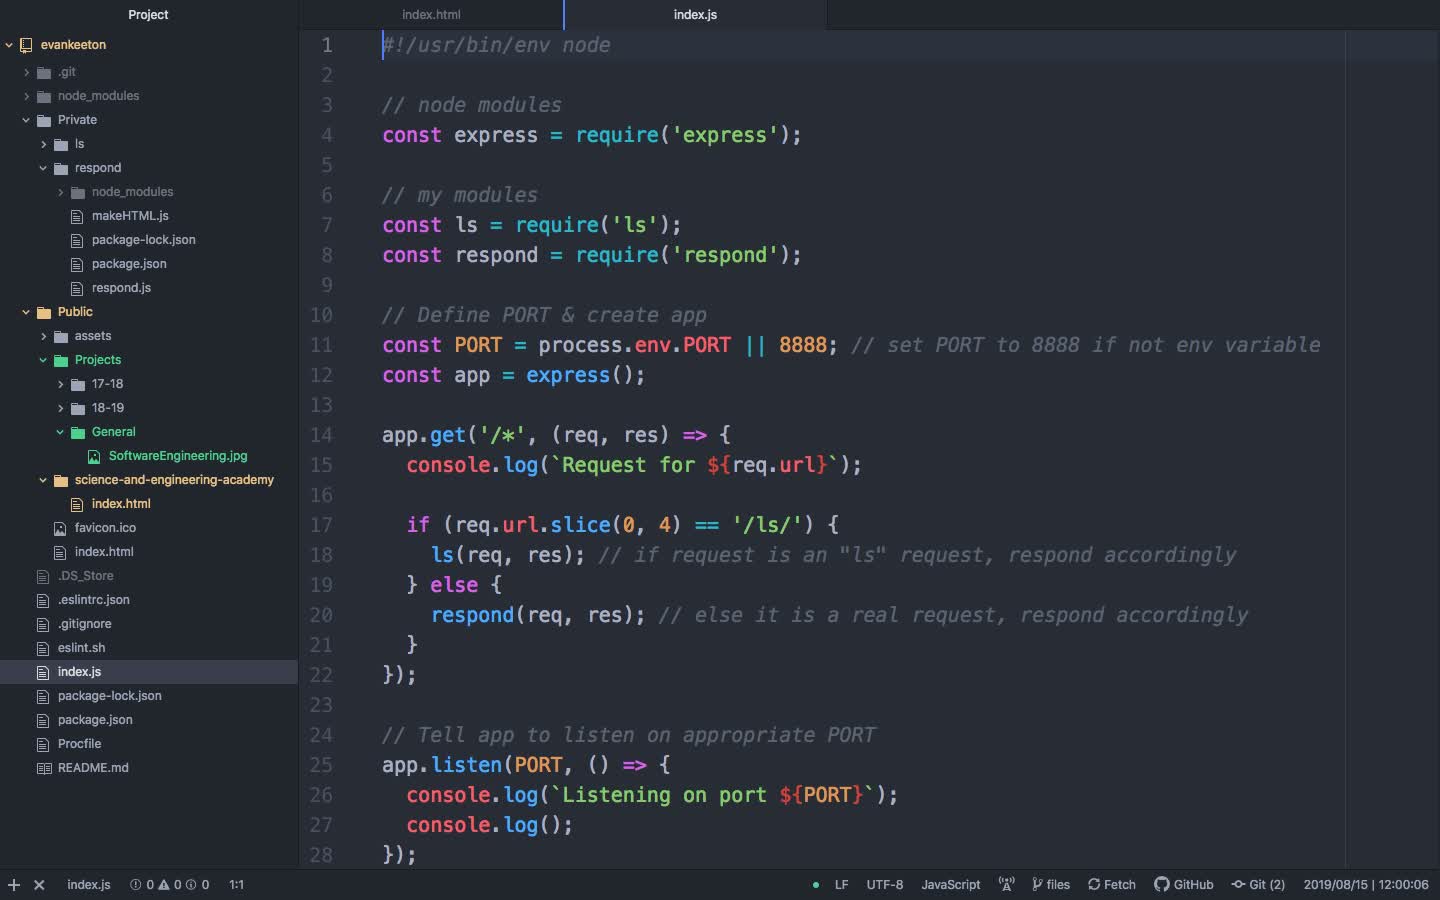 Project
evankeeton
.git
node_modules
Private
ls
respond
node_modules
makeHTML.js
package-lock.json
package.json
respond.js
Public
assets
Projects
17-18
18-19
General
SoftwareEngineering.jpg
science-and-engineering-academy
index.html
favicon.ico
index.html
.DS_Store
.eslintrc.json
.gitignore
eslint.sh
index.js
package-lock.json
package.json
Procfile
README.md
index.html index.js
1 #!/usr/bin/env node
2
3 // node modules
4 const express = require('express');
5
6 // my modules
7 const ls = require('ls');
8 const respond = require('respond');
9
10 // Define PORT & create app
11 const PORT = process.env.PORT || 8888; // set PORT to 8888 if not env variable
12 const app = express();
13
14 app.get('/*', (req, res) => {
15   console.log(`Request for ${req.url}`);
16
17   if (req.url.slice(0, 4) == '/ls/') {
18     ls(req, res); // if request is an "ls" request, respond accordingly
19   } else {
20     respond(req, res); // else it is a real request, respond accordingly
21   }
22 });
23
24 // Tell app to listen on appropriate PORT
25 app.listen(PORT, () => {
26   console.log(`Listening on port ${PORT}`);
27   console.log();
28 });
index.js 0 0 0 1:1 LF UTF-8 JavaScript files Fetch GitHub Git (2) 2019/08/15 | 12:00:06